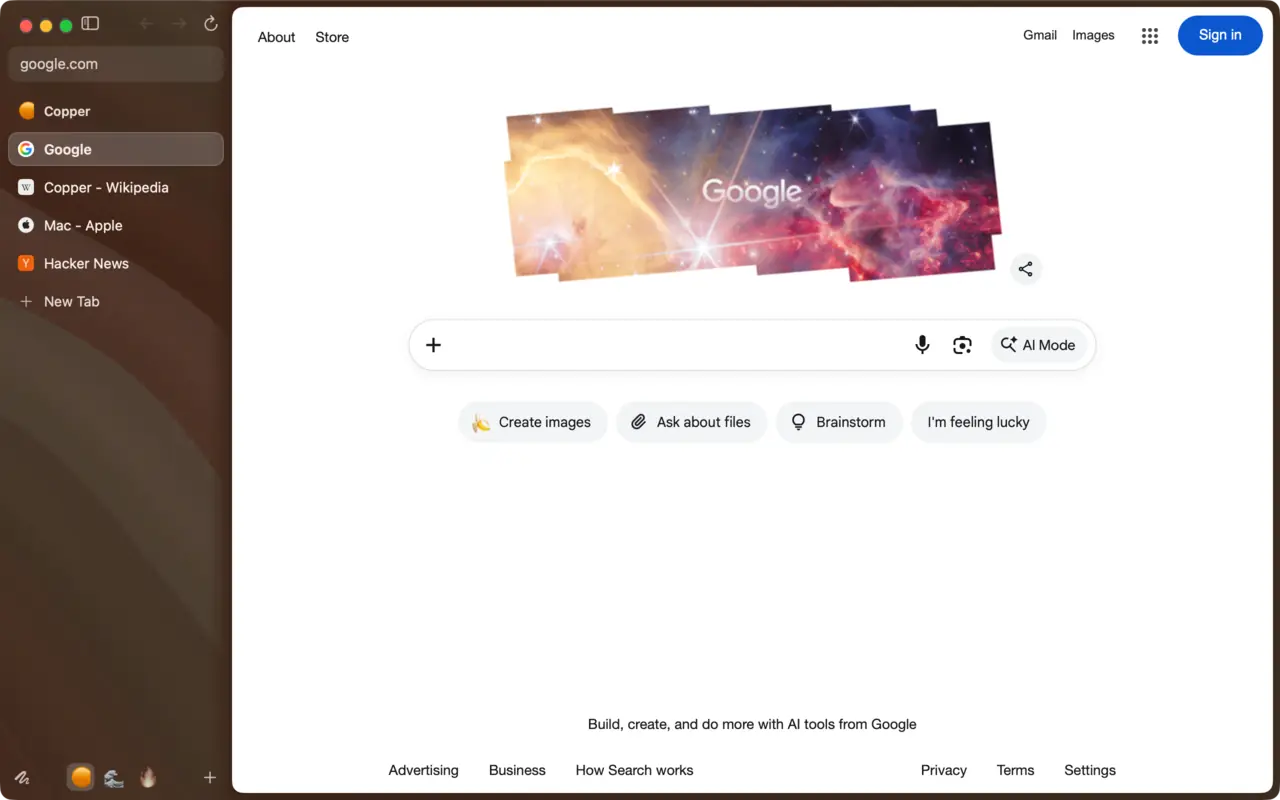 google.com
Copper
Google
Copper - Wikipedia
Mac - Apple
Hacker News
New Tab
About Store
Gmail Images
Sign in
Google
AI Mode
Create images
Ask about files
Brainstorm
I'm feeling lucky
Build, create, and do more with AI tools from Google
Advertising Business How Search works
Privacy Terms Settings